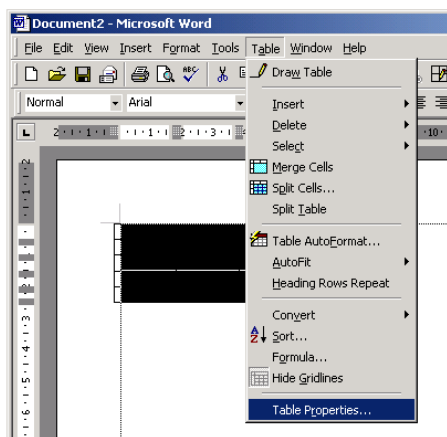 Document2 - Microsoft Word
File Edit View Insert Format Tools Table Window Help
Draw Table
Normal Arial
Insert
Delete
Select
Merge Cells
Split Cells...
Split Table
Table AutoFormat...
AutoFit
Heading Rows Repeat
Convert
Sort...
Formula...
Hide Gridlines
Table Properties...